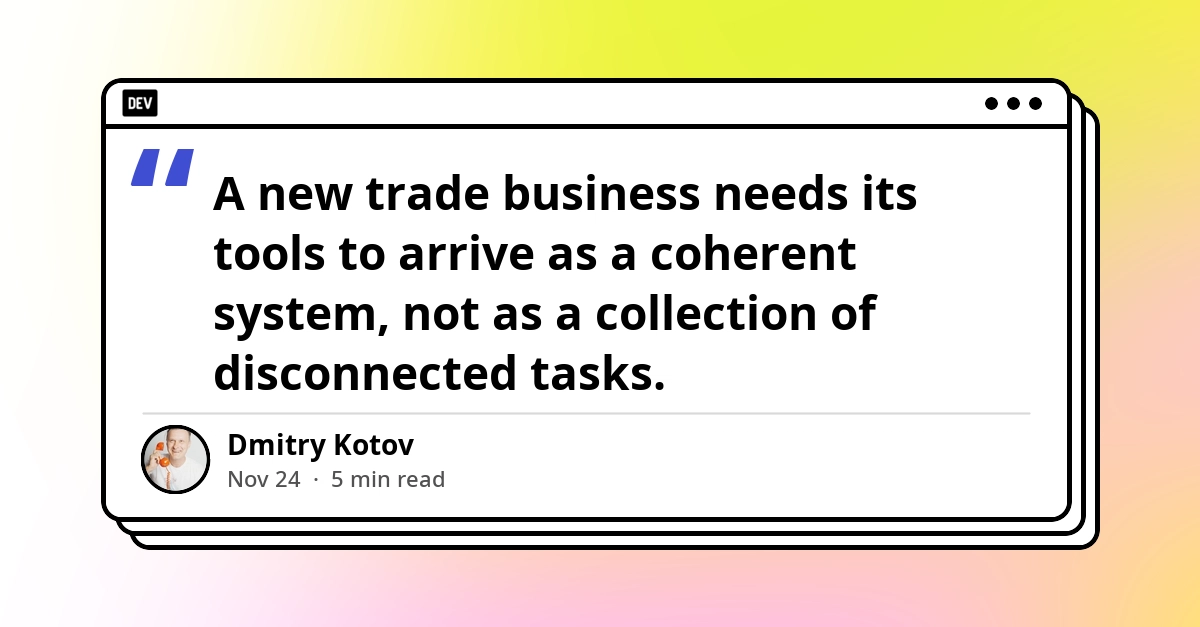 DEV
“
A new trade business needs its
tools to arrive as a coherent
system, not as a collection of
disconnected tasks.
Dmitry Kotov
Nov 24 · 5 min read